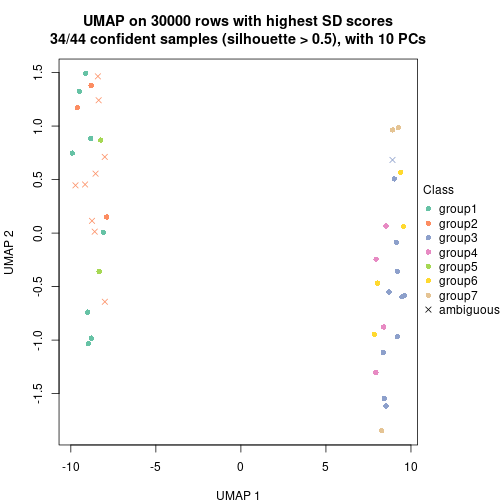 UMAP on 30000 rows with highest SD scores
34/44 confident samples (silhouette > 0.5), with 10 PCs
1.5
1.0
0.5
0.0
-0.5
-1.0
-1.5
UMAP 2
-10
-5
0
5
10
UMAP 1
Class
group1
group2
group3
group4
group5
group6
group7
ambiguous